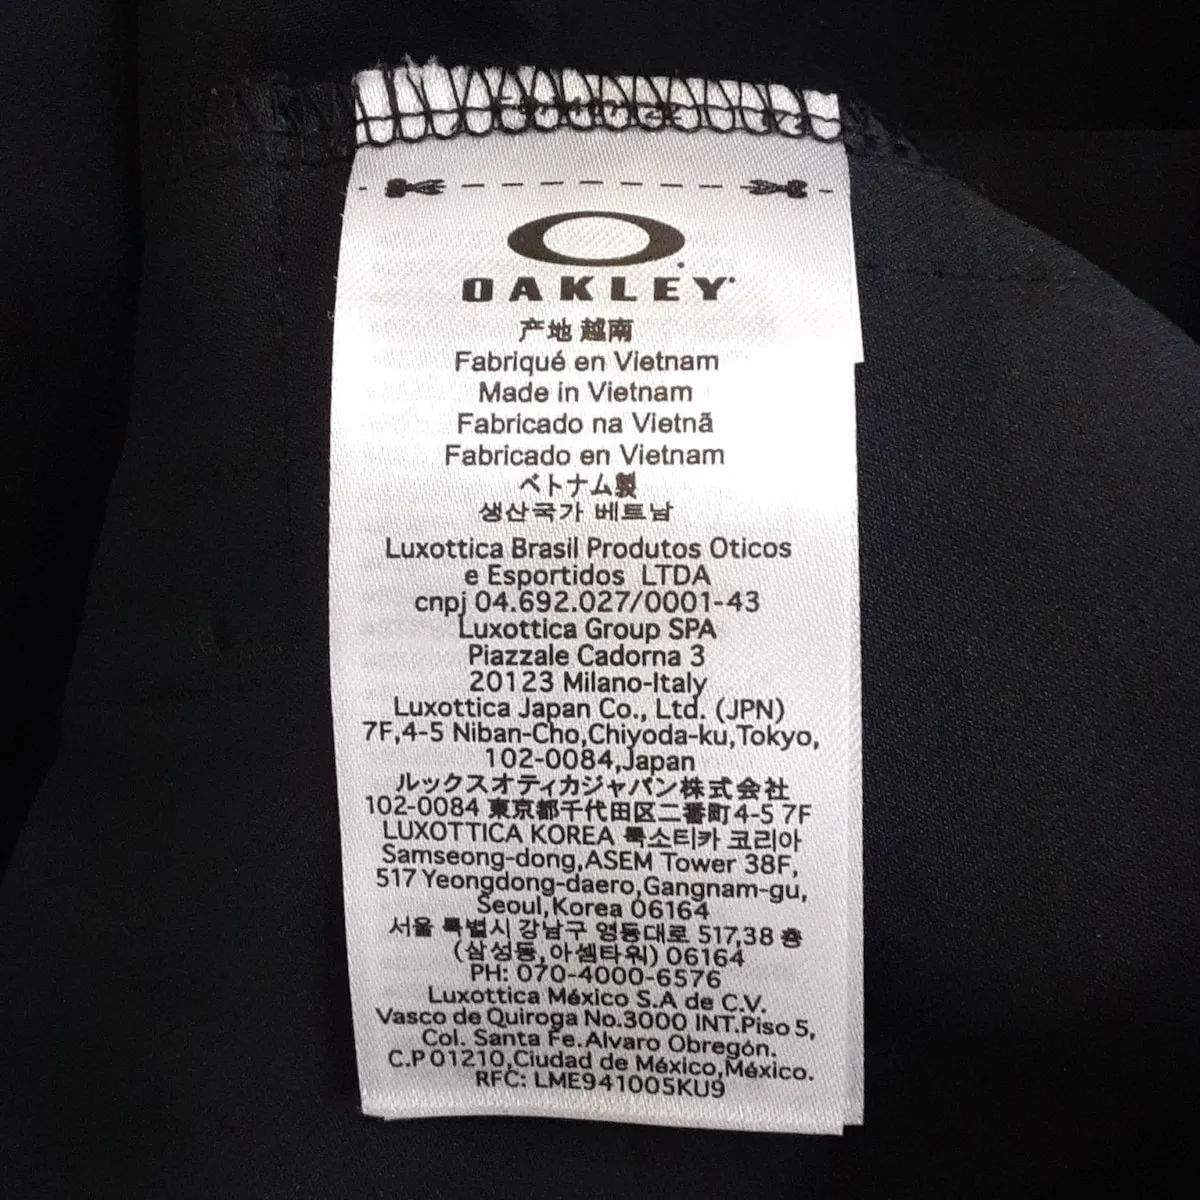 OAKLEY
产地 越南
Fabriqué en Vietnam
Made in Vietnam
Fabricado na Vietnã
Fabricado en Vietnam
ベトナム製
생산국가 베트남
Luxottica Brasil Produtos Oticos
e Esportidos LTDA
cnpj 04.692.027/0001-43
Luxottica Group SPA
Piazzale Cadorna 3
20123 Milano-Italy
Luxottica Japan Co., Ltd. (JPN)
7F,4-5 Niban-Cho,Chiyoda-ku,Tokyo,
102-0084,Japan
ルックスオティカジャパン株式会社
102-0084 東京都千代田区二番町4-5 7F
LUXOTTICA KOREA 룩소티카 코리아
Samseong-dong,ASEM Tower 38F,
517 Yeongdong-daero,Gangnam-gu,
Seoul,Korea 06164
서울 특별시 강남구 영동대로 517,38 층
(삼성동,아셈타워) 06164
PH: 070-4000-6576
Luxottica México S.A de C.V.
Vasco de Quiroga No.3000 INT.Piso 5,
Col. Santa Fe.Alvaro Obregón.
C.P 01210,Ciudad de México,México.
RFC: LME941005KU9